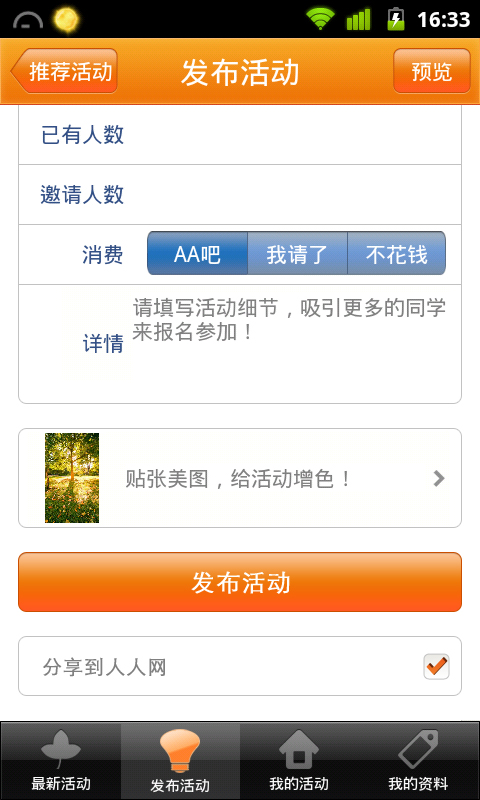 16:33
推荐活动
发布活动
预览
已有人数
邀请人数
消费
AA吧
我请了
不花钱
详情
请填写活动细节，吸引更多的同学
来报名参加！
贴张美图，给活动增色！
发布活动
分享到人人网
最新活动
发布活动
我的活动
我的资料